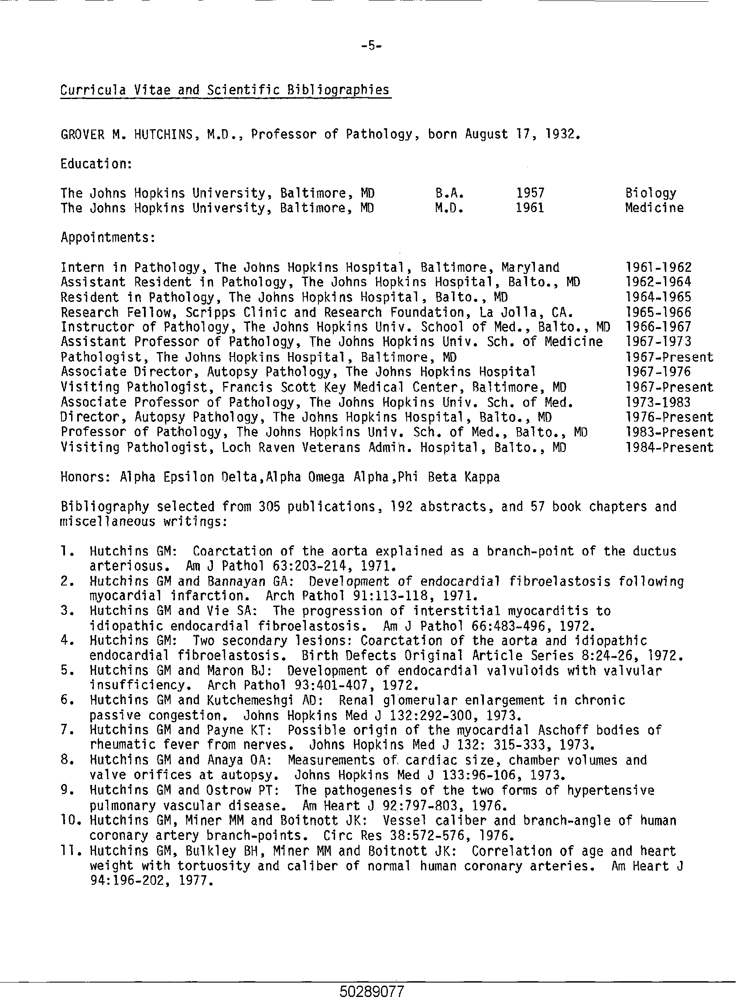 -5-
Curricula Vitae and Scientific Bibliographies
GROVER M. HUTCHINS, M.D., Professor of Pathology, born August 17, 1932.
Education:
The Johns Hopkins University, Baltimore, MD B.A. 1957 Biology
The Johns Hopkins University, Baltimore, MD M.D. 1961 Medicine
Appointments:
Intern in Pathology, The Johns Hopkins Hospital, Baltimore, Maryland 1961-1962
Assistant Resident in Pathology, The Johns Hopkins Hospital, Balto., MD 1962-1964
Resident in Pathology, The Johns Hopkins Hospital, Balto., MD 1964-1965
Research Fellow, Scripps Clinic and Research Foundation, La Jolla, CA. 1965-1966
Instructor of Pathology, The Johns Hopkins Univ. School of Med., Balto., MD 1966-1967
Assistant Professor of Pathology, The Johns Hopkins Univ. Sch. of Medicine 1967-1973
Pathologist, The Johns Hopkins Hospital, Baltimore, MD 1967-Present
Associate Director, Autopsy Pathology, The Johns Hopkins Hospital 1967-1976
Visiting Pathologist, Francis Scott Key Medical Center, Baltimore, MD 1967-Present
Associate Professor of Pathology, The Johns Hopkins Univ. Sch. of Med. 1973-1983
Director, Autopsy Pathology, The Johns Hopkins Hospital, Balto., MD 1976-Present
Professor of Pathology, The Johns Hopkins Univ. Sch. of Med., Balto., MD 1983-Present
Visiting Pathologist, Loch Raven Veterans Admin. Hospital, Balto., MD 1984-Present
Honors: Alpha Epsilon Delta,Alpha Omega Alpha,Phi Beta Kappa
Bibliography selected from 305 publications, 192 abstracts, and 57 book chapters and
miscellaneous writings:
1. Hutchins GM: Coarctation of the aorta explained as a branch-point of the ductus
arteriosus. Am J Pathol 63:203-214, 1971.
2. Hutchins GM and Bannayan GA: Development of endocardial fibroelastosis following
myocardial infarction. Arch Pathol 91:113-118, 1971.
3. Hutchins GM and Vie SA: The progression of interstitial myocarditis to
idiopathic endocardial fibroelastosis. Am J Pathol 66:483-496, 1972.
4. Hutchins GM: Two secondary lesions: Coarctation of the aorta and idiopathic
endocardial fibroelastosis. Birth Defects Original Article Series 8:24-26, 1972.
5. Hutchins GM and Maron BJ: Development of endocardial valvuloids with valvular
insufficiency. Arch Pathol 93:401-407, 1972.
6. Hutchins GM and Kutchemeshgi AD: Renal glomerular enlargement in chronic
passive congestion. Johns Hopkins Med J 132:292-300, 1973.
7. Hutchins GM and Payne KT: Possible origin of the myocardial Aschoff bodies of
rheumatic fever from nerves. Johns Hopkins Med J 132: 315-333, 1973.
8. Hutchins GM and Anaya OA: Measurements of cardiac size, chamber volumes and
valve orifices at autopsy. Johns Hopkins Med J 133:96-106, 1973.
9. Hutchins GM and Ostrow PT: The pathogenesis of the two forms of hypertensive
pulmonary vascular disease. Am Heart J 92:797-803, 1976.
10. Hutchins GM, Miner MM and Boitnott JK: Vessel caliber and branch-angle of human
coronary artery branch-points. Circ Res 38:572-576, 1976.
11. Hutchins GM, Bulkley BH, Miner MM and Boitnott JK: Correlation of age and heart
weight with tortuosity and caliber of normal human coronary arteries. Am Heart J
94:196-202, 1977.
50289077